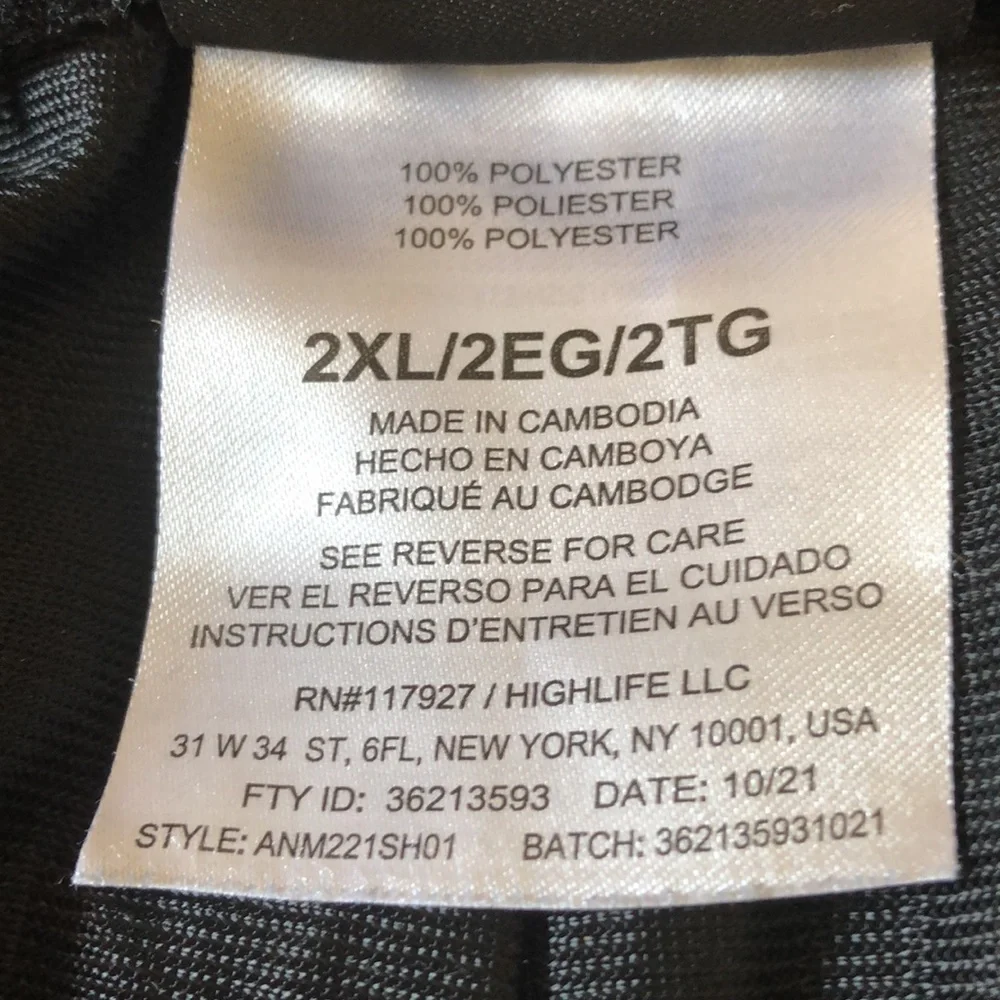 100% POLYESTER
100% POLIESTER
100% POLYESTER
2XL/2EG/2TG
MADE IN CAMBODIA
HECHO EN CAMBOYA
FABRIQUÉ AU CAMBODGE
SEE REVERSE FOR CARE
VER EL REVERSO PARA EL CUIDADO
INSTRUCTIONS D'ENTRETIEN AU VERSO
RN#117927 / HIGHLIFE LLC
31 W 34 ST, 6FL, NEW YORK, NY 10001, USA
FTY ID: 36213593 DATE: 10/21
STYLE: ANM221SH01 BATCH: 362135931021